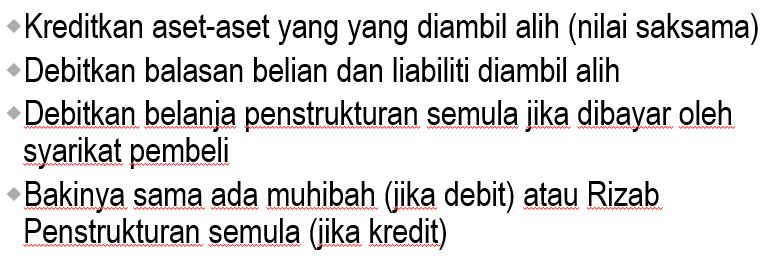 Kreditkan aset-aset yang yang diambil alih (nilai saksama)
Debitkan balasan belian dan liabiliti diambil alih
Debitkan belanja penstrukturan semula jika dibayar oleh
syarikat pembeli
Bakinya sama ada muhibah (jika debit) atau Rizab
Penstrukturan semula (jika kredit)